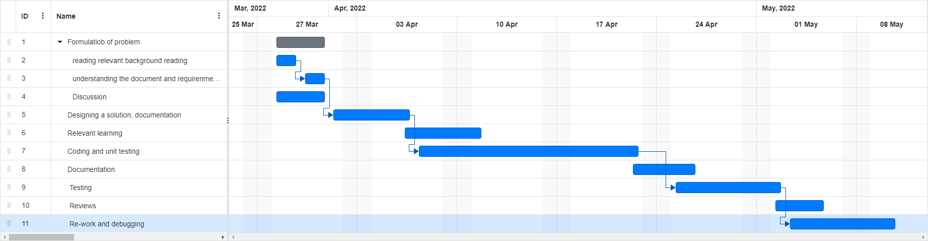 Mar, 2022 Apr, 2022 May, 2022
ID Name 25 Mar 27 Mar 03 Apr 10 Apr 17 Apr 24 Apr 01 May 08 May
1 Formulatiob of problem
2 reading relevant background reading
3 understanding the document and requirenme...
4 Discussion
5 Designing a solution, documentation
6 Relevant learning
7 Coding and unit testing
8 Documentation
9 Testing
10 Reviews
11 Re-work and debugging